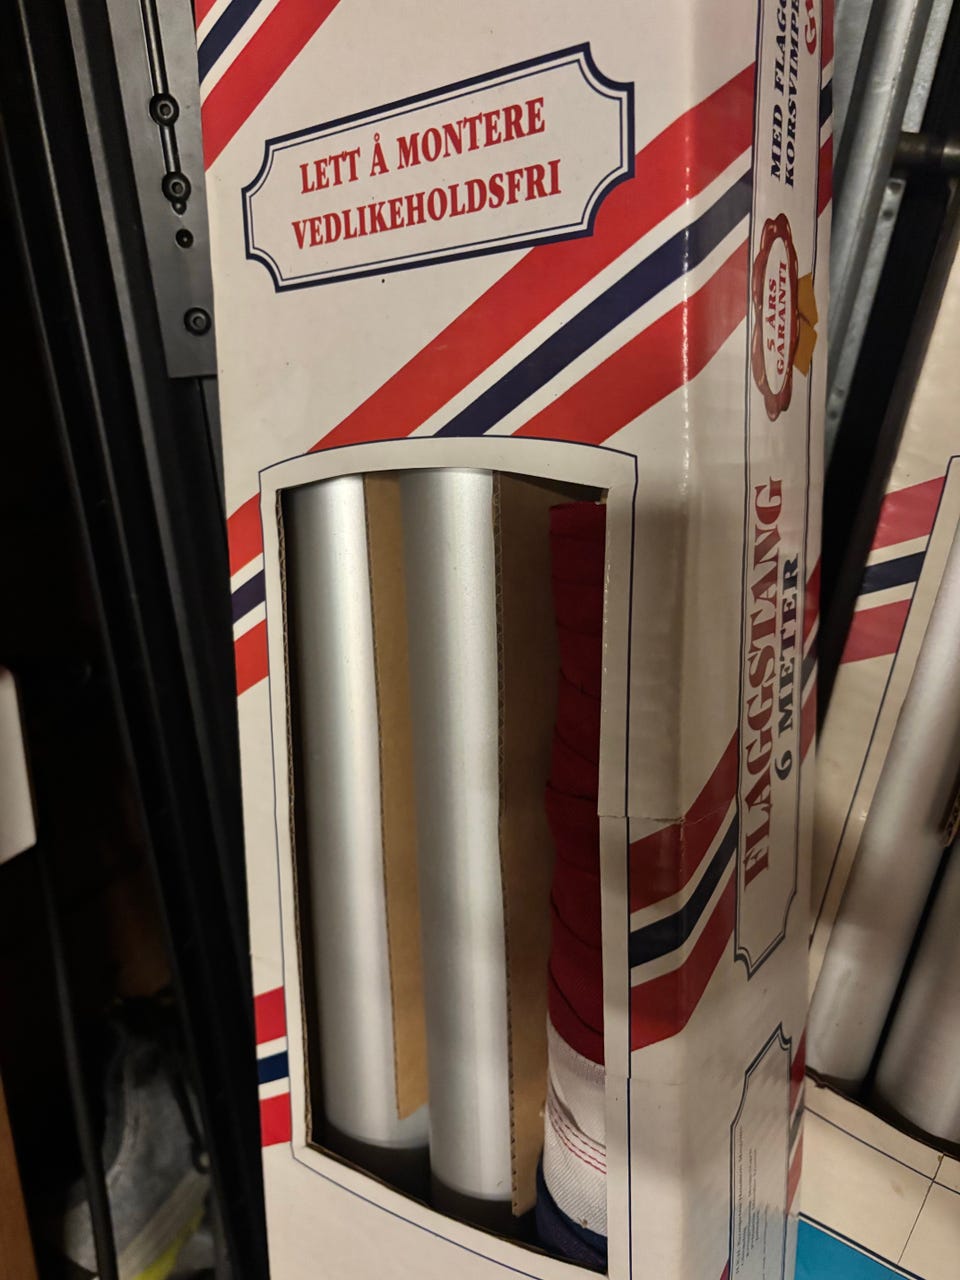 LETT Å MONTERE
VEDLIKEHOLDSFRI
MED FLAGG
KORSVIMPEL
5 ÅRS
GARANTI
FLAGGSTANG
6 METER